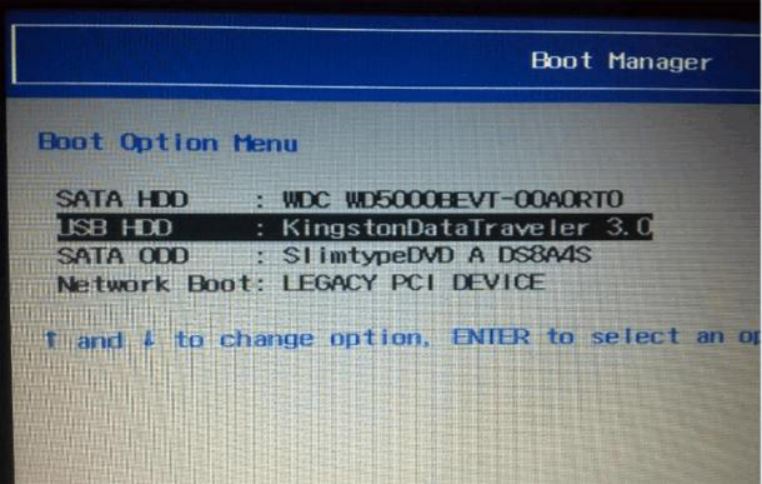 Boot Manager
Boot Option Menu
SATA HDD : WDC WD5000BEVT-00A0RT0
USB HDD : KingstonDataTraveler 3.0
SATA ODD : SlimtypeDVD A DS8A4S
Network Boot: LEGACY PCI DEVICE
↑ and ↓ to change option, ENTER to select an op